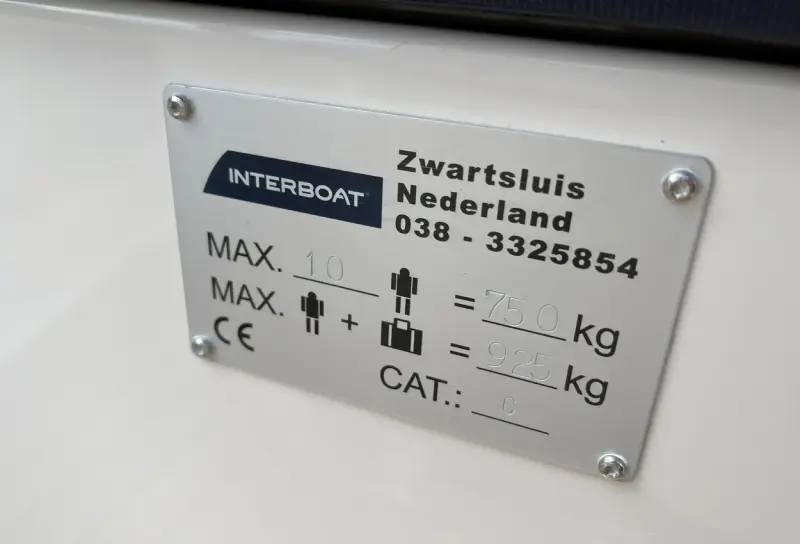 INTERBOAT
Zwartsluis
Nederland
038 - 3325854
MAX. 10 = 750 kg
MAX. + = 925 kg
CE
CAT.: C